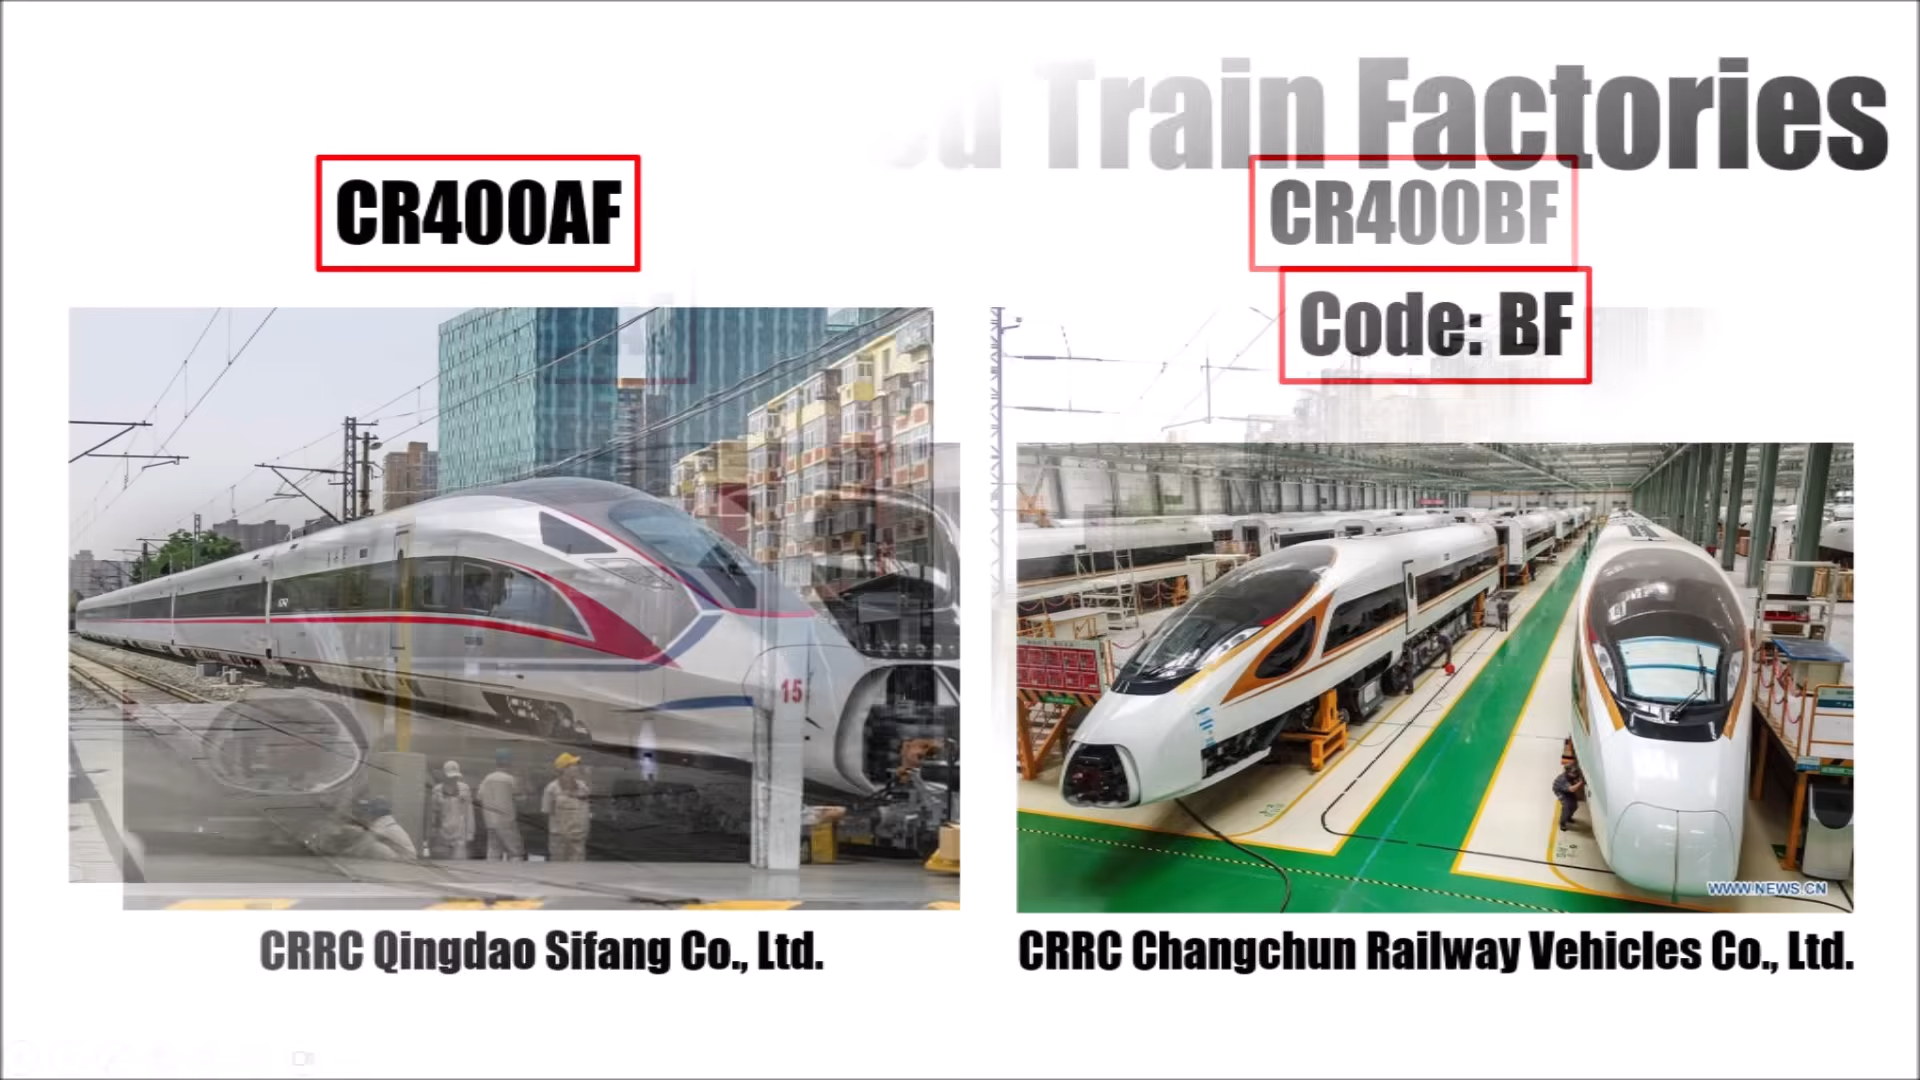 Train Factories
CR400AF
CR400BF
Code: BF
15
WWW.NEWS.CN
CRRC Qingdao Sifang Co., Ltd.
CRRC Changchun Railway Vehicles Co., Ltd.